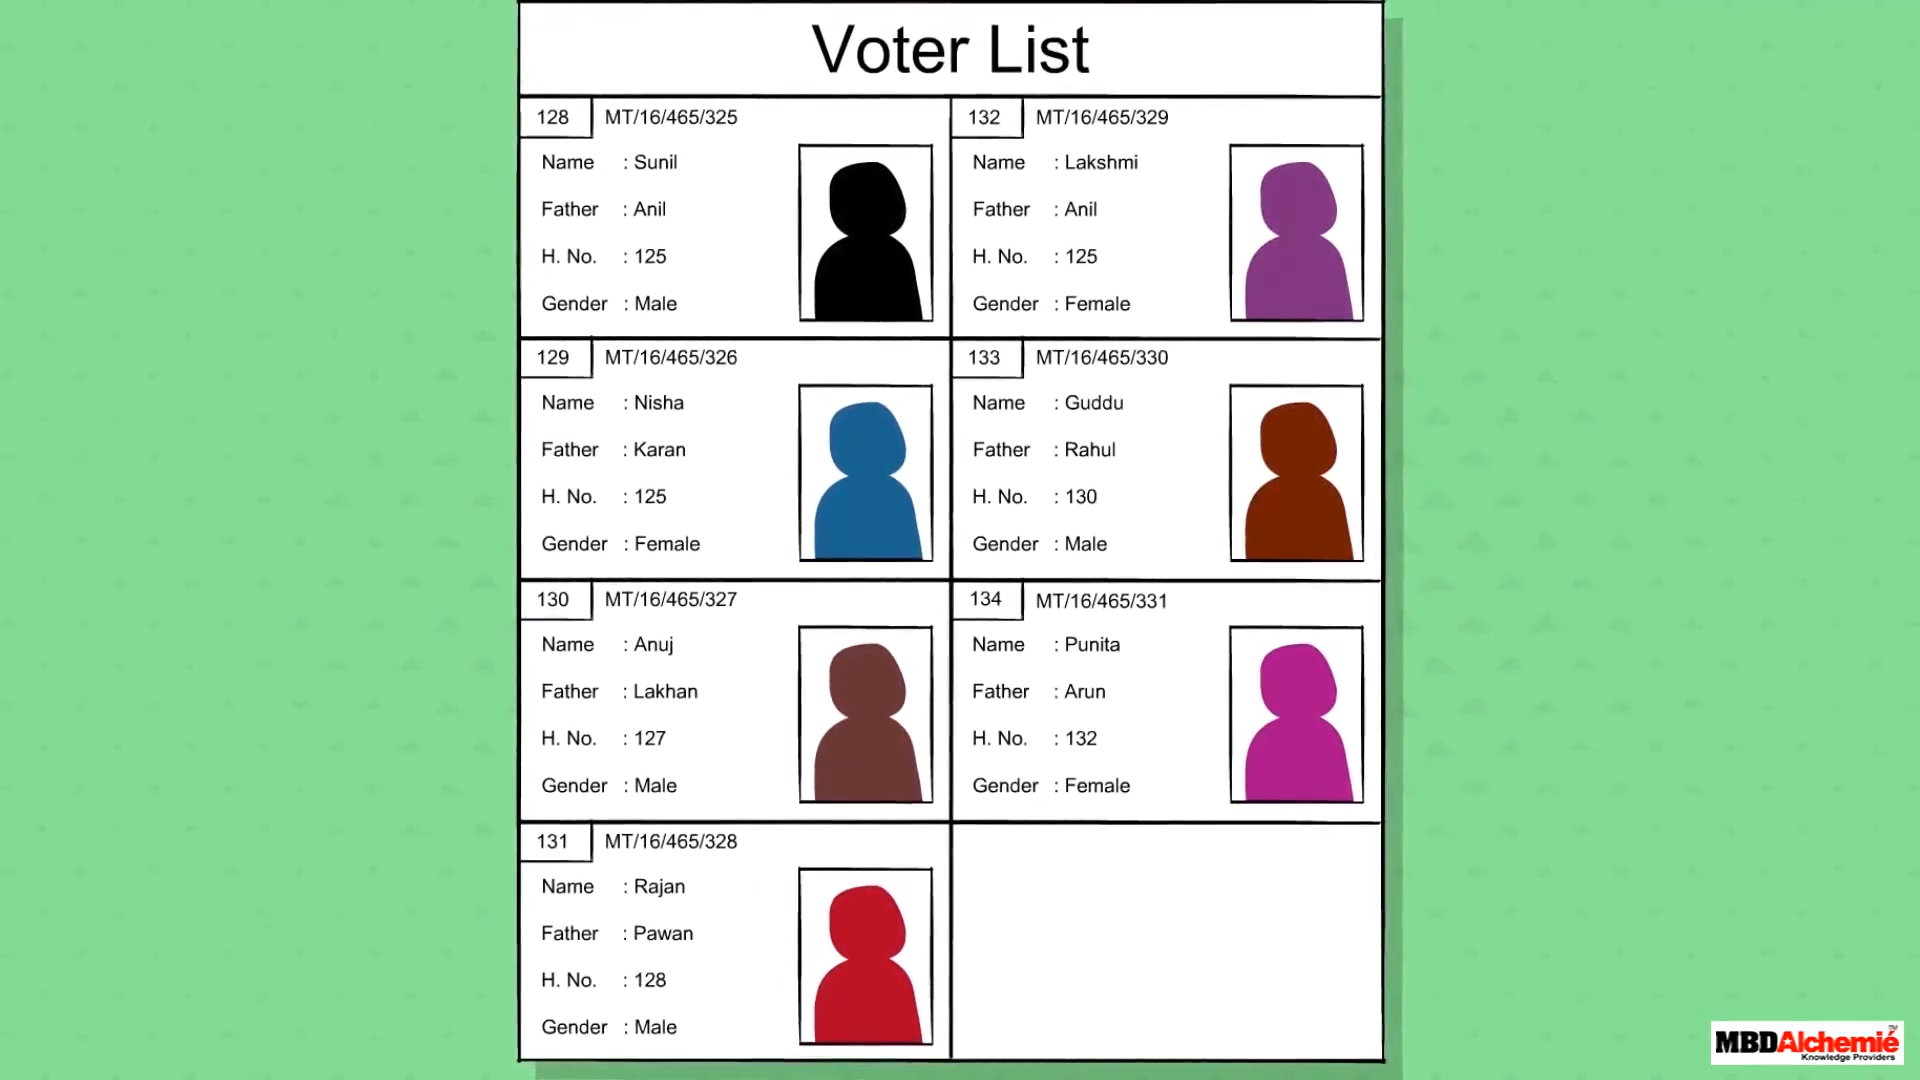 Voter List
128 MT/16/465/325
Name : Sunil
Father : Anil
H. No. : 125
Gender : Male
129 MT/16/465/326
Name : Nisha
Father : Karan
H. No. : 125
Gender : Female
130 MT/16/465/327
Name : Anuj
Father : Lakhan
H. No. : 127
Gender : Male
131 MT/16/465/328
Name : Rajan
Father : Pawan
H. No. : 128
Gender : Male
132 MT/16/465/329
Name : Lakshmi
Father : Anil
H. No. : 125
Gender : Female
133 MT/16/465/330
Name : Guddu
Father : Rahul
H. No. : 130
Gender : Male
134 MT/16/465/331
Name : Punita
Father : Arun
H. No. : 132
Gender : Female
MBDAlchemié™
Knowledge Providers